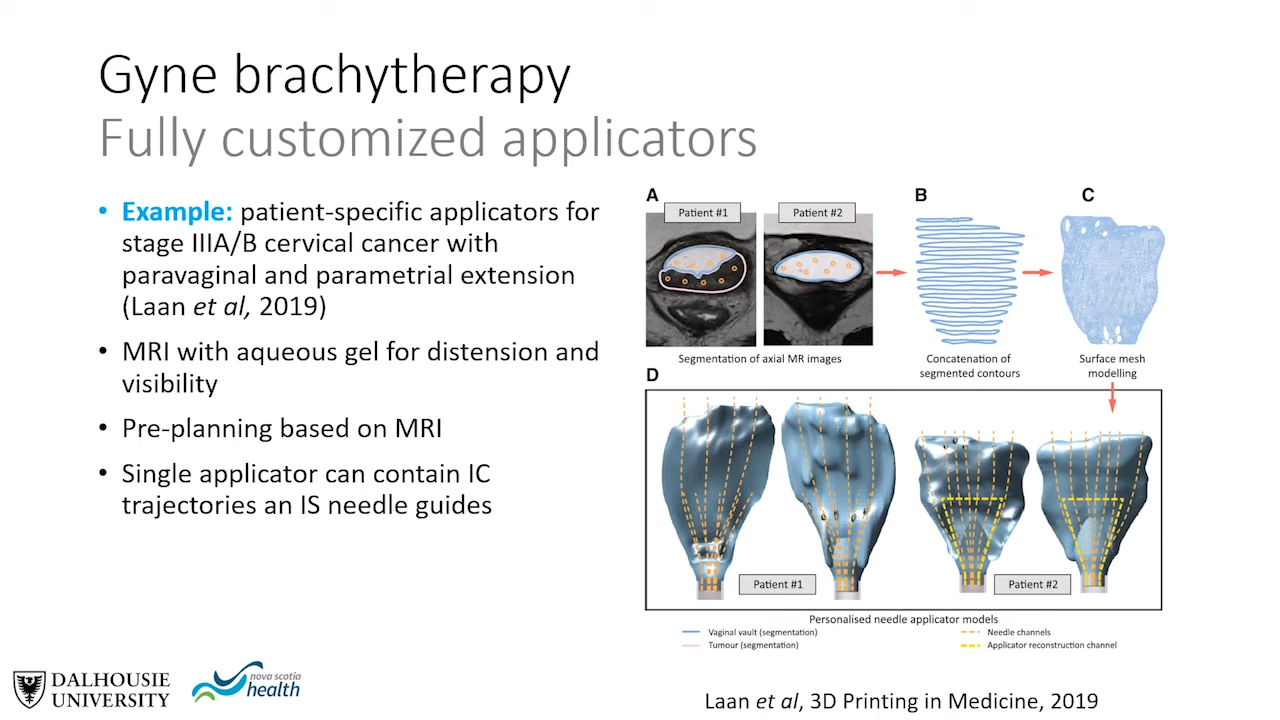 Gyne brachytherapy
Fully customized applicators
• Example: patient-specific applicators for
stage IIIA/B cervical cancer with
paravaginal and parametrial extension
(Laan et al, 2019)
• MRI with aqueous gel for distension and
visibility
• Pre-planning based on MRI
• Single applicator can contain IC
trajectories an IS needle guides
A
Patient #1
Patient #2
B
C
Segmentation of axial MR images
Concatenation of
segmented contours
Surface mesh
modelling
D
Patient #1
Patient #2
Personalised needle applicator models
Vaginal vault (segmentation)
Tumour (segmentation)
Needle channels
Applicator reconstruction channel
DALHOUSIE
UNIVERSITY
nova scotia
health
Laan et al, 3D Printing in Medicine, 2019